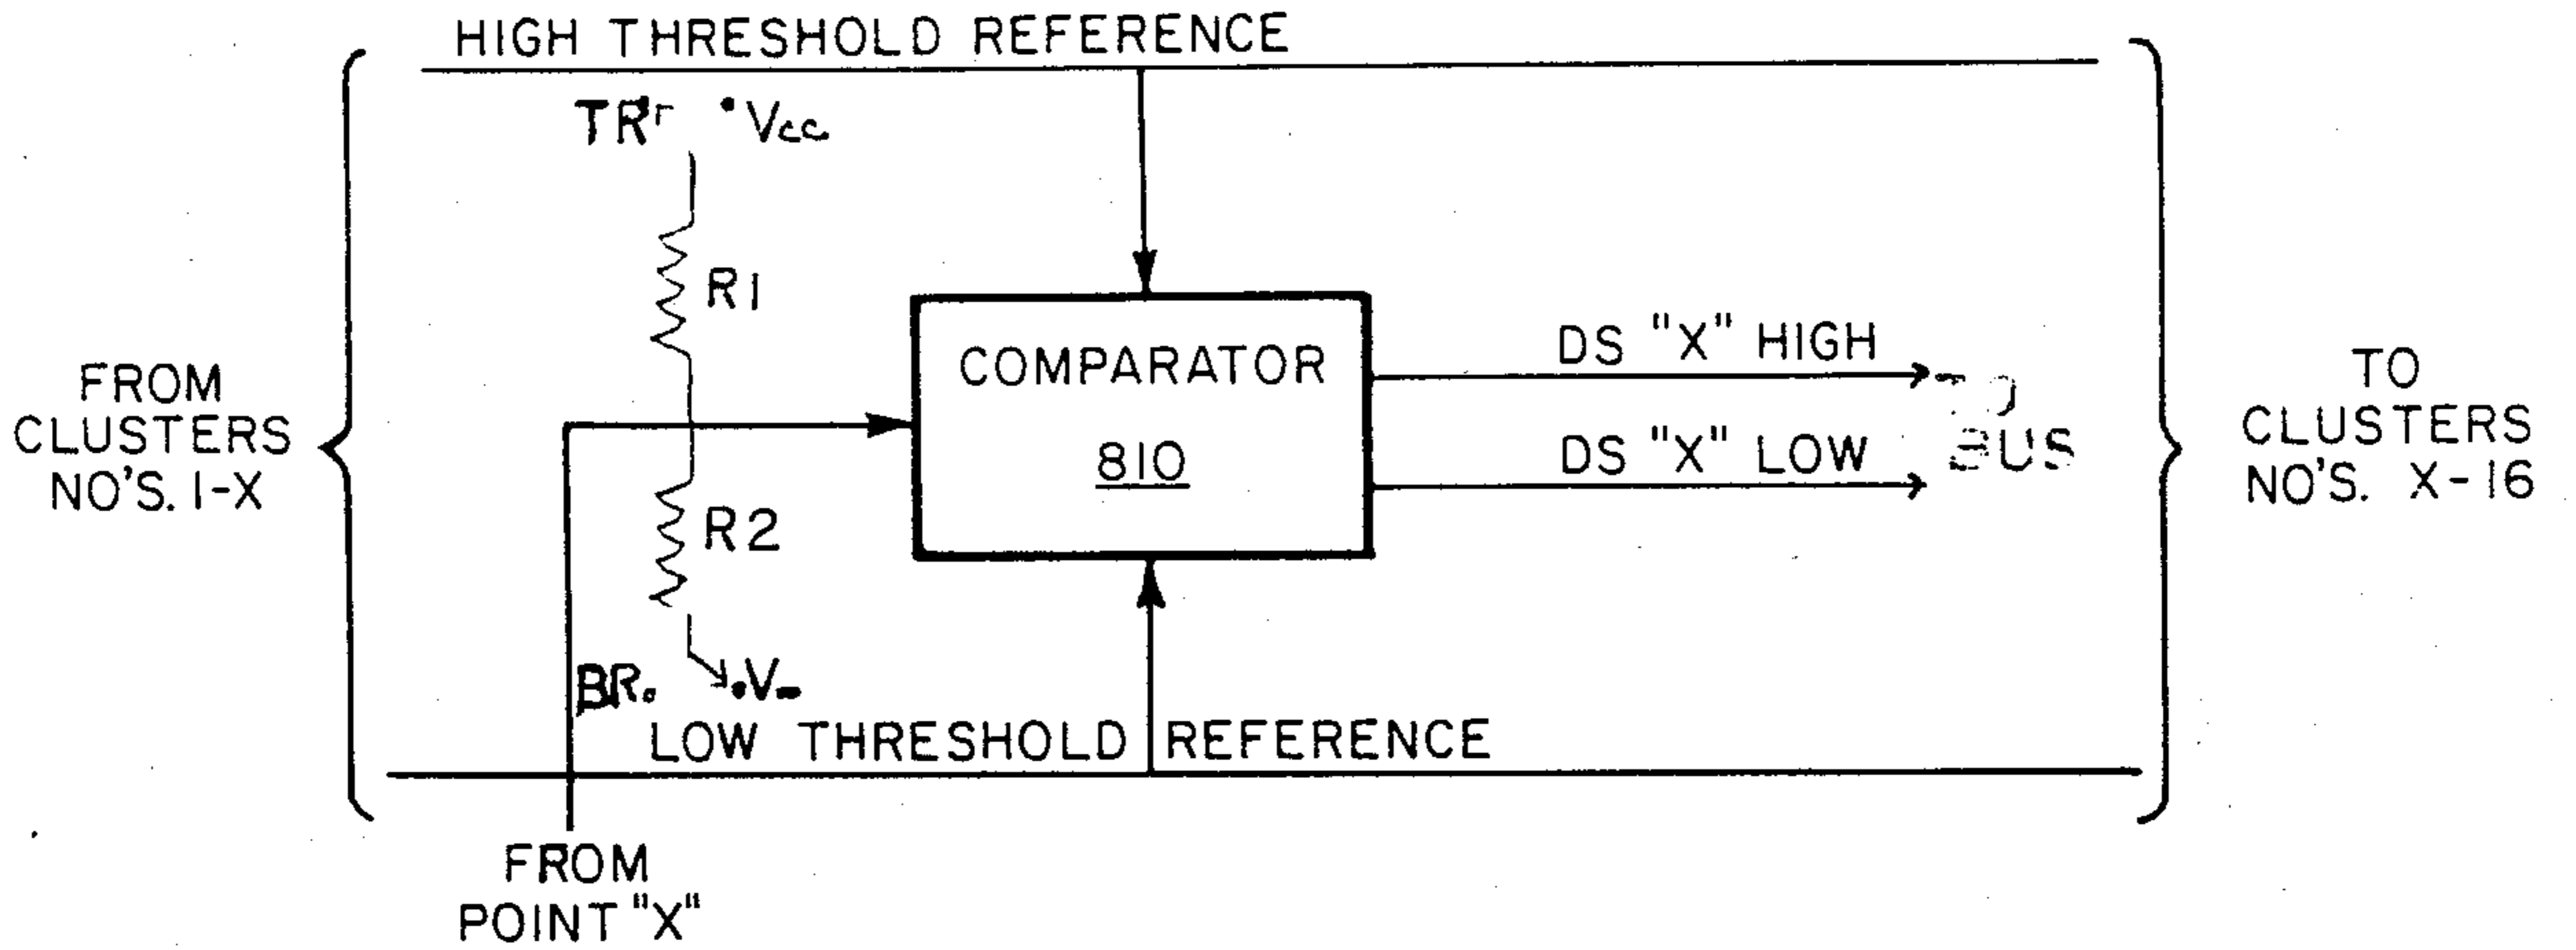 HIGH THRESHOLD REFERENCE
Vcc
R1
COMPARATOR
810
DS "X" HIGH
DS "X" LOW
BUS
FROM
CLUSTERS
NO'S. 1-X
TO
CLUSTERS
NO'S. X-16
R2
BR.
V-
LOW THRESHOLD REFERENCE
FROM
POINT "X"